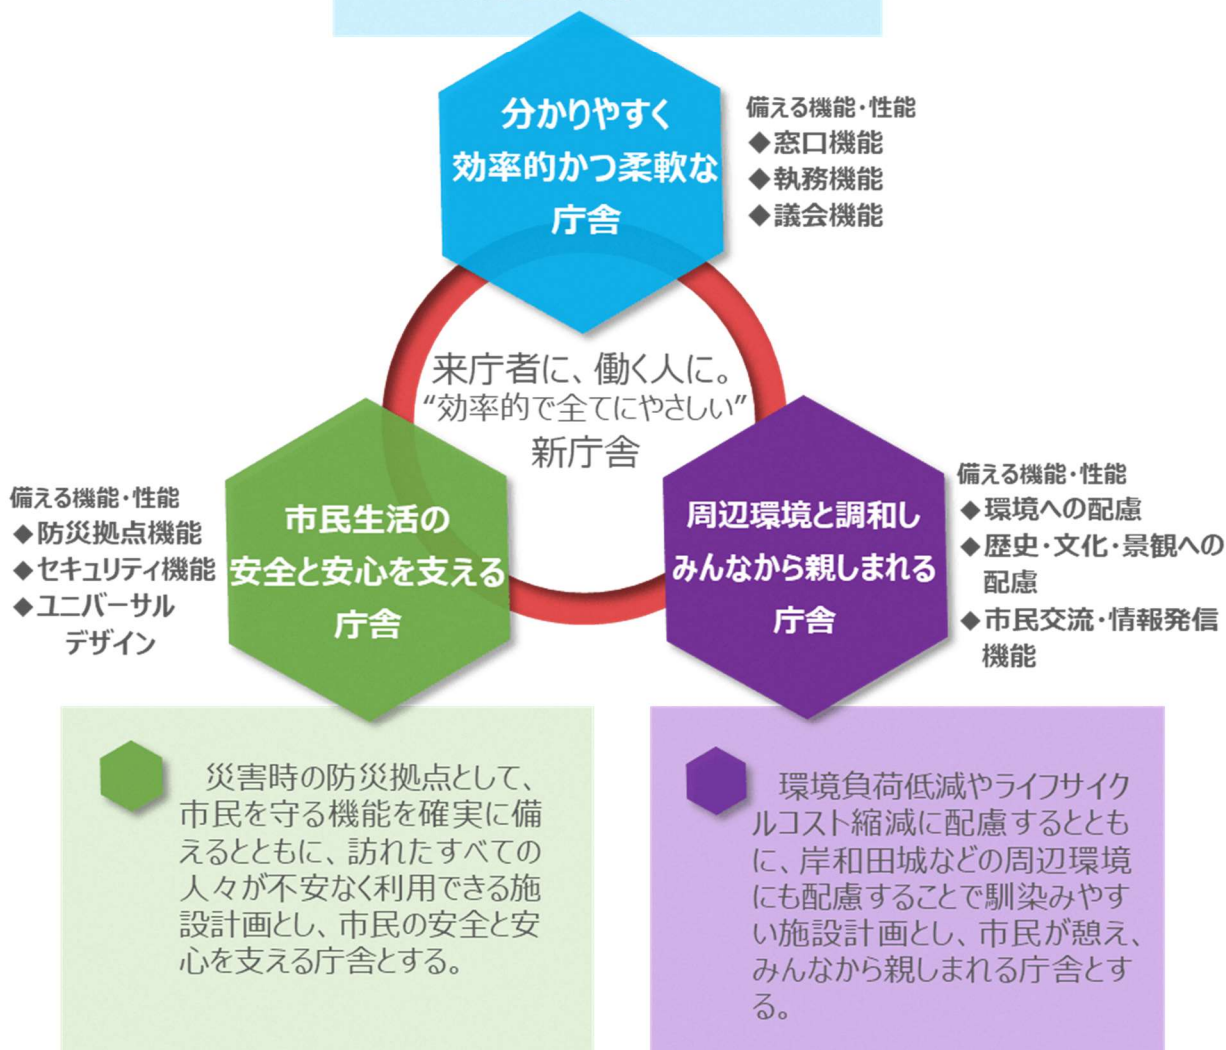 分かりやすく
効率的かつ柔軟な
庁舎
備える機能・性能
◆窓口機能
◆執務機能
◆議会機能
来庁者に、働く人に。
“効率的で全てにやさしい”
新庁舎
備える機能・性能
◆防災拠点機能
◆セキュリティ機能
◆ユニバーサル
デザイン
市民生活の
安全と安心を支える
庁舎
周辺環境と調和し
みんなから親しまれる
庁舎
備える機能・性能
◆環境への配慮
◆歴史・文化・景観への
配慮
◆市民交流・情報発信
機能
災害時の防災拠点として、
市民を守る機能を確実に備
えるとともに、訪れたすべての
人々が不安なく利用できる施
設計画とし、市民の安全と安
心を支える庁舎とする。
環境負荷低減やライフサイク
ルコスト縮減に配慮するととも
に、岸和田城などの周辺環境
にも配慮することで馴染みやす
い施設計画とし、市民が憩え、
みんなから親しまれる庁舎とす
る。